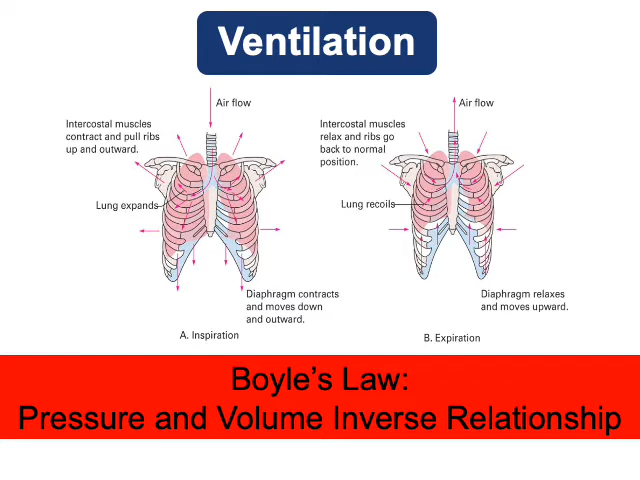 Ventilation
Air flow
Intercostal muscles
contract and pull ribs
up and outward.
Lung expands
Diaphragm contracts
and moves down
and outward.
A. Inspiration
Air flow
Intercostal muscles
relax and ribs go
back to normal
position.
Lung recoils
Diaphragm relaxes
and moves upward.
B. Expiration
Boyle's Law:
Pressure and Volume Inverse Relationship